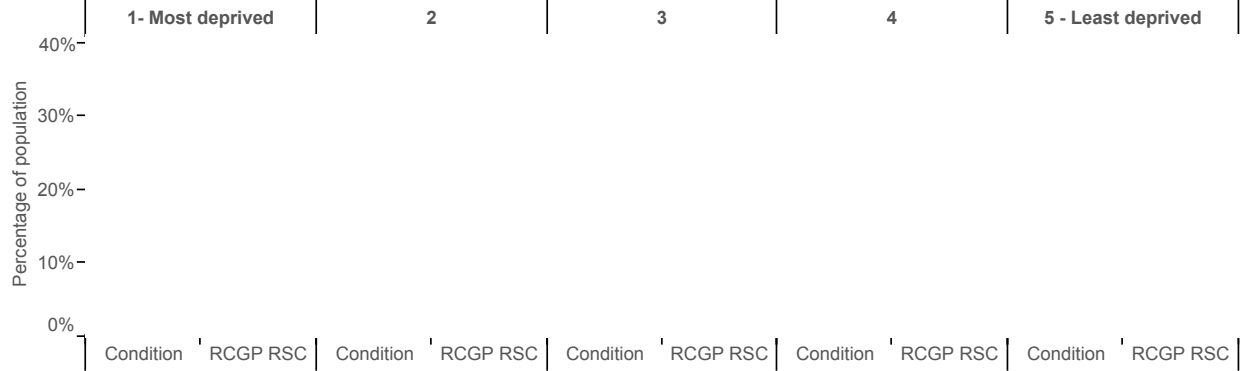 1- Most deprived 2 3 4 5 - Least deprived
40%
30%
20%
10%
0%
Percentage of population
Condition RCGP RSC Condition RCGP RSC Condition RCGP RSC Condition RCGP RSC Condition RCGP RSC